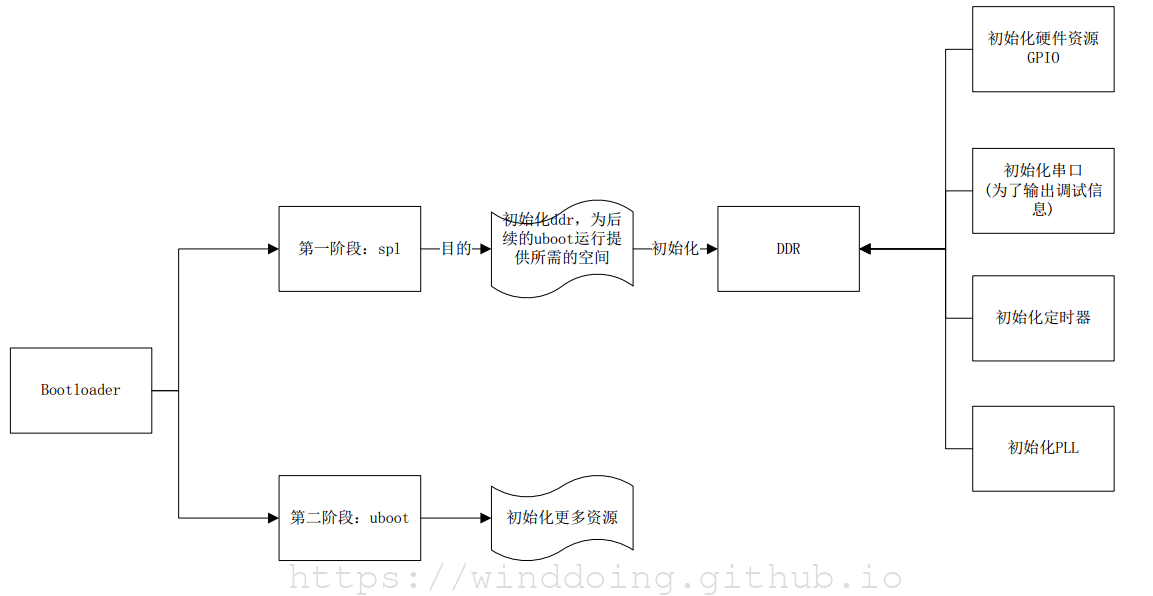 初始化硬件资源
GPIO
初始化串口
(为了输出调试信
息)
第一阶段：spl
目的
初始化ddr，为后
续的uboot运行提
供所需的空间
初始化
DDR
初始化定时器
Bootloader
初始化PLL
第二阶段：uboot
初始化更多资源
https://winddoing.github.io